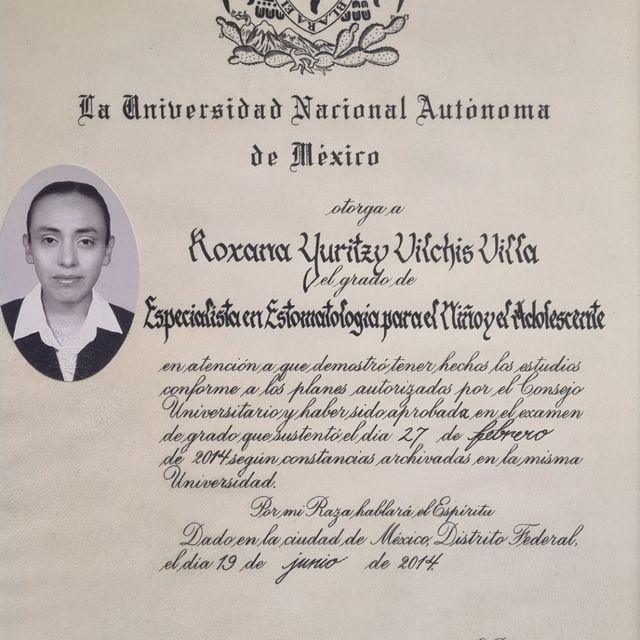 La Universidad Nacional Autónoma
de México
otorga a
Roxana Yuritzy Vilchis Villa
el grado de
Especialista en Estomatología para el Niño y el Adolescente
en atención a que demostró tener hechos los estudios
conforme a los planes autorizados por el Consejo
Universitario y haber sido aprobada en el examen
de grado que sustentó el día 27 de febrero
de 2014 según constancias archivadas en la misma
Universidad.
Por mi Raza hablará el Espíritu
Dado en la ciudad de México, Distrito Federal,
el día 19 de junio de 2014.